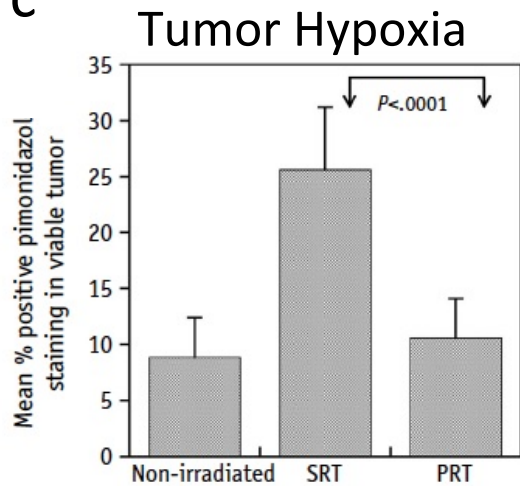 C
Tumor Hypoxia
Mean % positive pimonidazol
staining in viable tumor
35
30
25
20
15
10
5
0
P<.0001
Non-irradiated
SRT
PRT